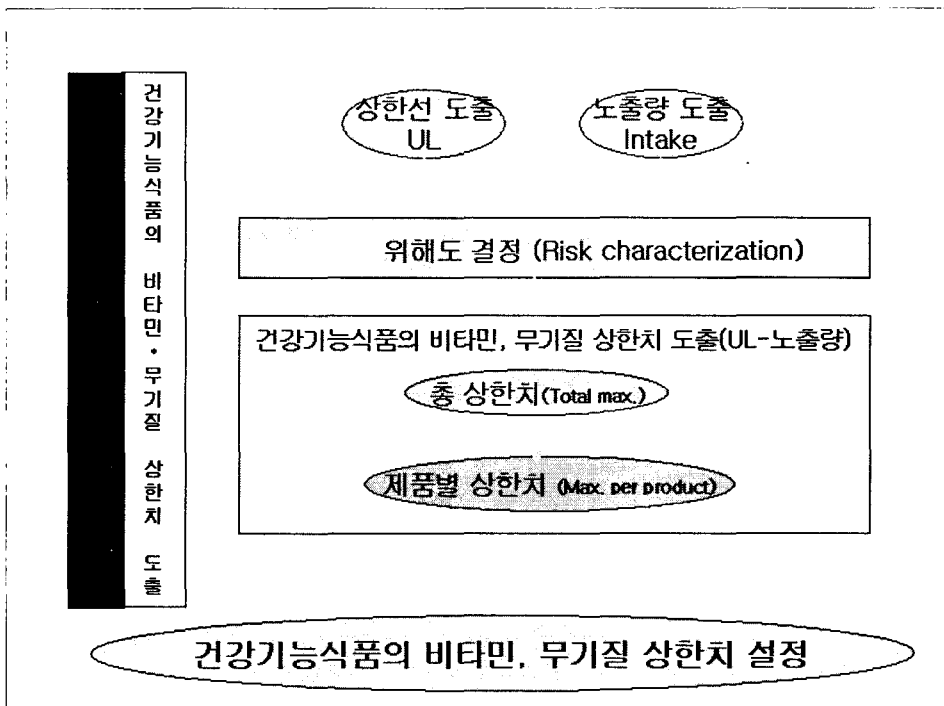 건강기능식품의 비타민·무기질 상한치 도출
상한선 도출
UL
노출량 도출
Intake
위해도 결정 (Risk characterization)
건강기능식품의 비타민, 무기질 상한치 도출(UL-노출량)
총 상한치(Total max.)
제품별 상한치 (Max. per product)
건강기능식품의 비타민, 무기질 상한치 설정